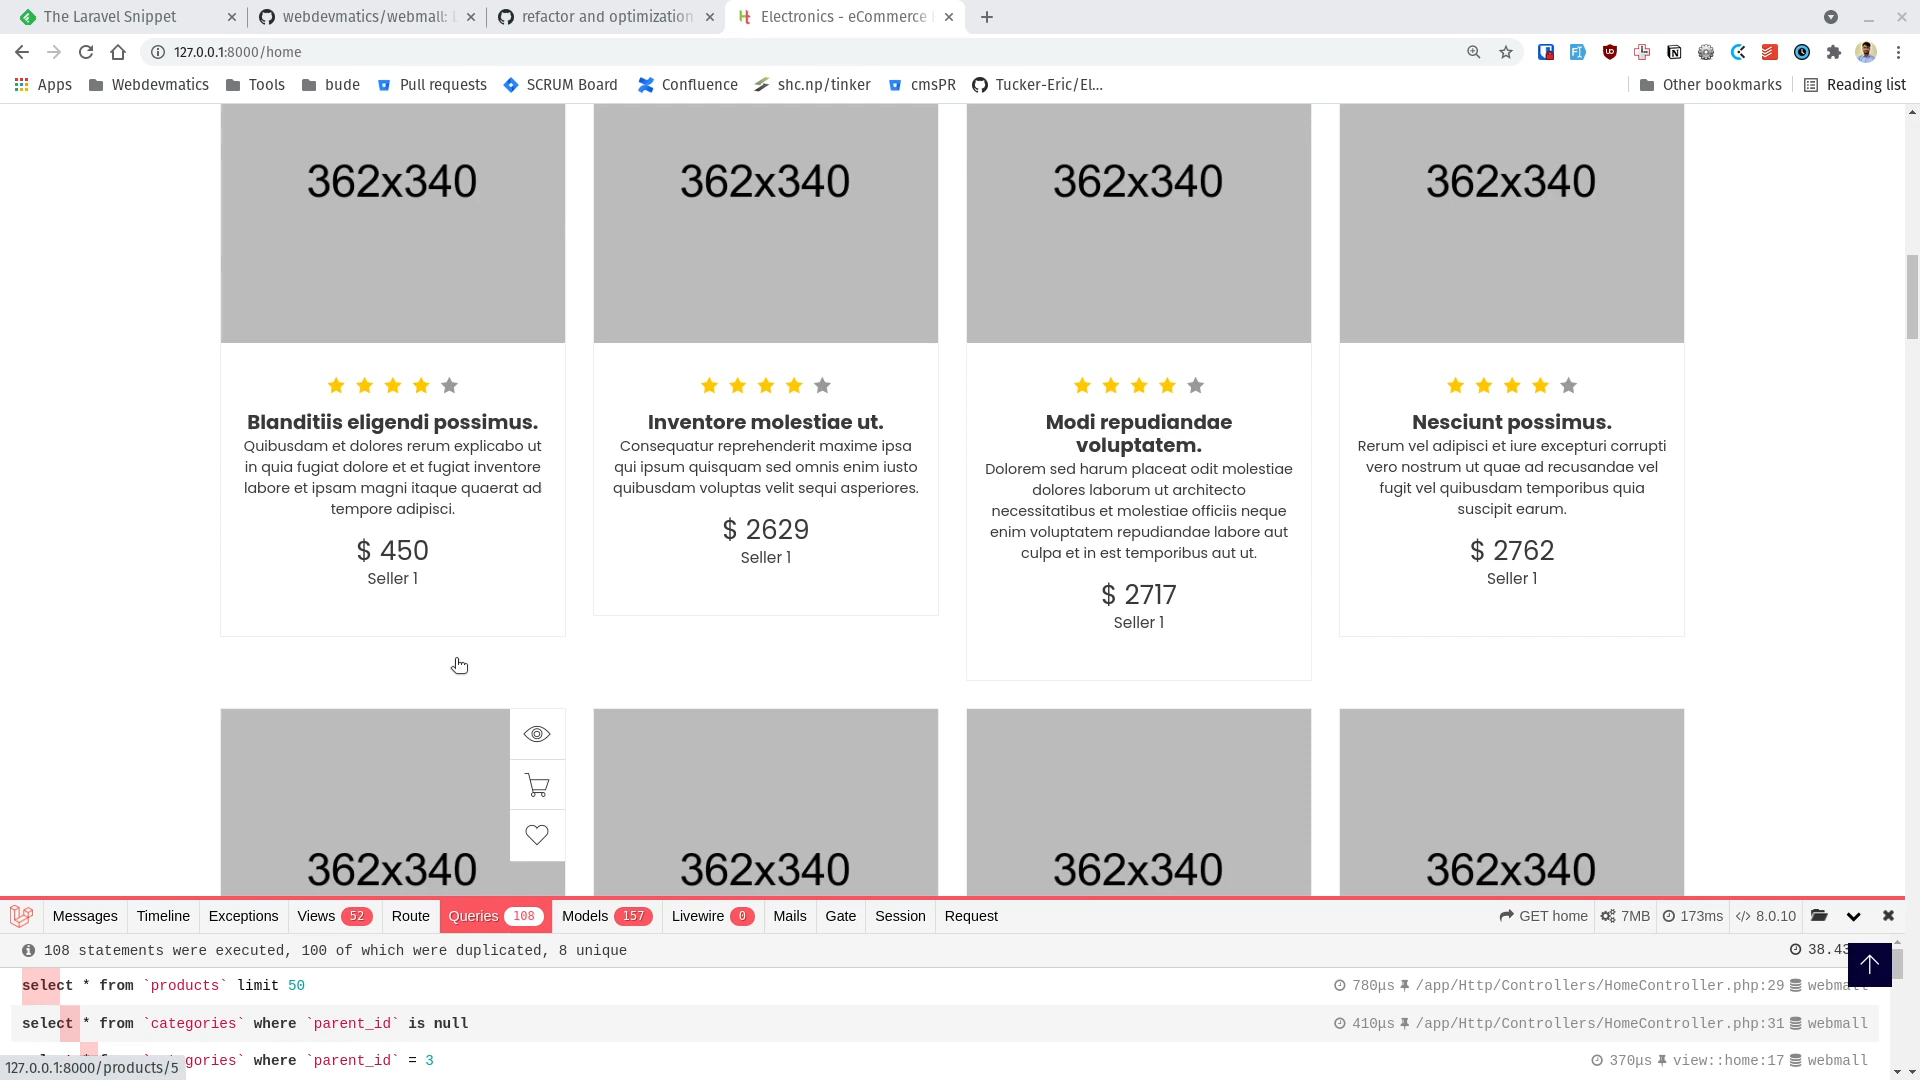 The Laravel Snippet
webdevmatics/webmall:
refactor and optimization
Electronics - eCommerce
127.0.0.1:8000/home
Apps
Webdevmatics
Tools
bude
Pull requests
SCRUM Board
Confluence
shc.np/tinker
cmsPR
Tucker-Eric/El...
Other bookmarks
Reading list
362x340
362x340
362x340
362x340
Blanditiis eligendi possimus.
Quibusdam et dolores rerum explicabo ut
in quia fugiat dolore et et fugiat inventore
labore et ipsam magni itaque quaerat ad
tempore adipisci.
$ 450
Seller 1
Inventore molestiae ut.
Consequatur reprehenderit maxime ipsa
qui ipsum quisquam sed omnis enim iusto
quibusdam voluptas velit sequi asperiores.
$ 2629
Seller 1
Modi repudiandae
voluptatem.
Dolorem sed harum placeat odit molestiae
dolores laborum ut architecto
necessitatibus et molestiae officiis neque
enim voluptatem repudiandae labore aut
culpa et in est temporibus aut ut.
$ 2717
Seller 1
Nesciunt possimus.
Rerum vel adipisci et iure excepturi corrupti
vero nostrum ut quae ad recusandae vel
fugit vel quibusdam temporibus quia
suscipit earum.
$ 2762
Seller 1
362x340
362x340
362x340
362x340
Messages
Timeline
Exceptions
Views 52
Route
Queries 108
Models 157
Livewire 0
Mails
Gate
Session
Request
GET home
7MB
173ms
8.0.10
108 statements were executed, 100 of which were duplicated, 8 unique
select * from `products` limit 50
780μs /app/Http/Controllers/HomeController.php:29 webmall
select * from `categories` where `parent_id` is null
410μs /app/Http/Controllers/HomeController.php:31 webmall
where `parent_id` = 3
370μs view::home:17 webmall
127.0.0.1:8000/products/5